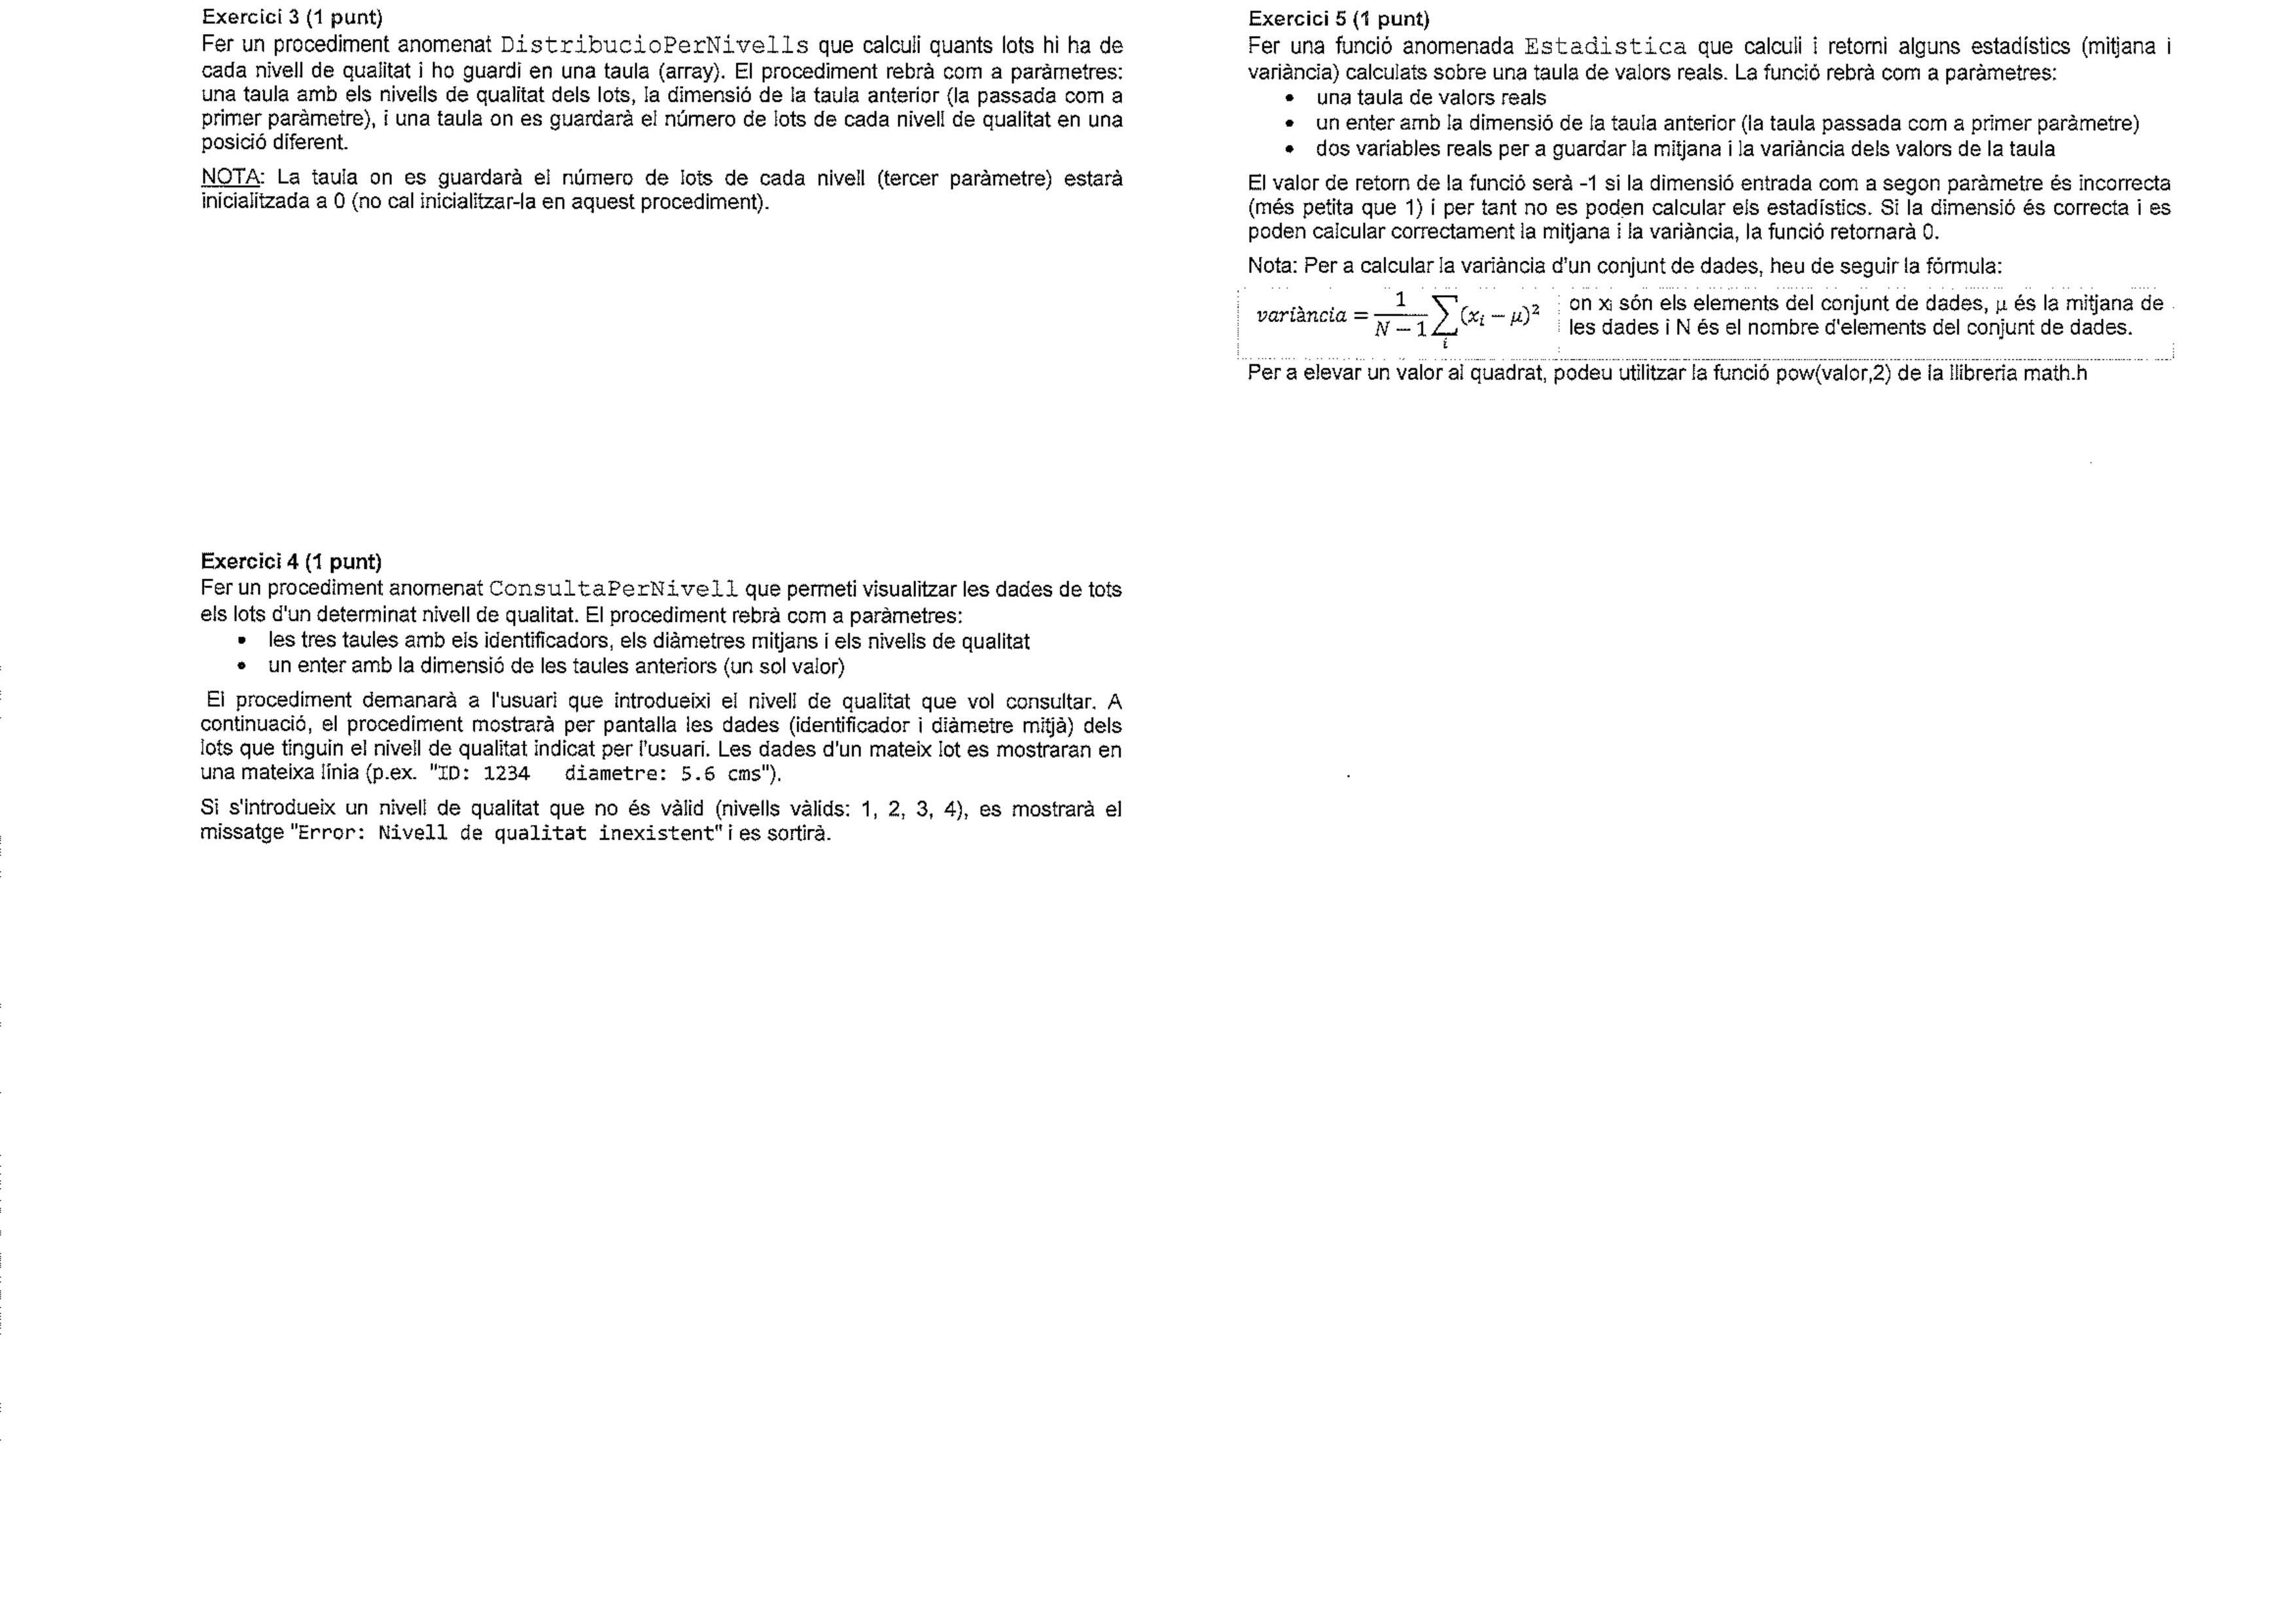 Exercici 3 (1 punt)
Fer un procediment anomenat DistribucioPerNivells que calculi quants lots hi ha de
cada nivell de qualitat i ho guardi en una taula (array). El procediment rebrà com a paràmetres:
una taula amb els nivells de qualitat dels lots, la dimensió de la taula anterior (la passada com a
primer paràmetre), i una taula on es guardarà el número de lots de cada nivell de qualitat en una
posició diferent.
NOTA: La taula on es guardarà el número de lots de cada nivell (tercer paràmetre) estarà
inicialitzada a 0 (no cal inicialitzar-la en aquest procediment).
Exercici 4 (1 punt)
Fer un procediment anomenat ConsultaPerNivell que permeti visualitzar les dades de tots
els lots d'un determinat nivell de qualitat. El procediment rebrà com a paràmetres:
• les tres taules amb els identificadors, els diàmetres mitjans i els nivells de qualitat
• un enter amb la dimensió de les taules anteriors (un sol valor)
El procediment demanarà a l'usuari que introdueixi el nivell de qualitat que vol consultar. A
continuació, el procediment mostrarà per pantalla les dades (identificador i diàmetre mitjà) dels
lots que tinguin el nivell de qualitat indicat per l'usuari. Les dades d'un mateix lot es mostraran en
una mateixa línia (p.ex. "ID: 1234   diametre: 5.6 cms").
Si s'introdueix un nivell de qualitat que no és vàlid (nivells vàlids: 1, 2, 3, 4), es mostrarà el
missatge "Error: Nivell de qualitat inexistent" i es sortirà.
Exercici 5 (1 punt)
Fer una funció anomenada Estadistica que calculi i retorni alguns estadístics (mitjana i
variància) calculats sobre una taula de valors reals. La funció rebrà com a paràmetres:
• una taula de valors reals
• un enter amb la dimensió de la taula anterior (la taula passada com a primer paràmetre)
• dos variables reals per a guardar la mitjana i la variància dels valors de la taula
El valor de retorn de la funció serà -1 si la dimensió entrada com a segon paràmetre és incorrecta
(més petita que 1) i per tant no es poden calcular els estadístics. Si la dimensió és correcta i es
poden calcular correctament la mitjana i la variància, la funció retornarà 0.
Nota: Per a calcular la variància d'un conjunt de dades, heu de seguir la fórmula:
variància = 1/(N − 1) ∑i (xi − μ)²
on xi són els elements del conjunt de dades, μ és la mitjana de
les dades i N és el nombre d'elements del conjunt de dades.
Per a elevar un valor al quadrat, podeu utilitzar la funció pow(valor,2) de la llibreria math.h